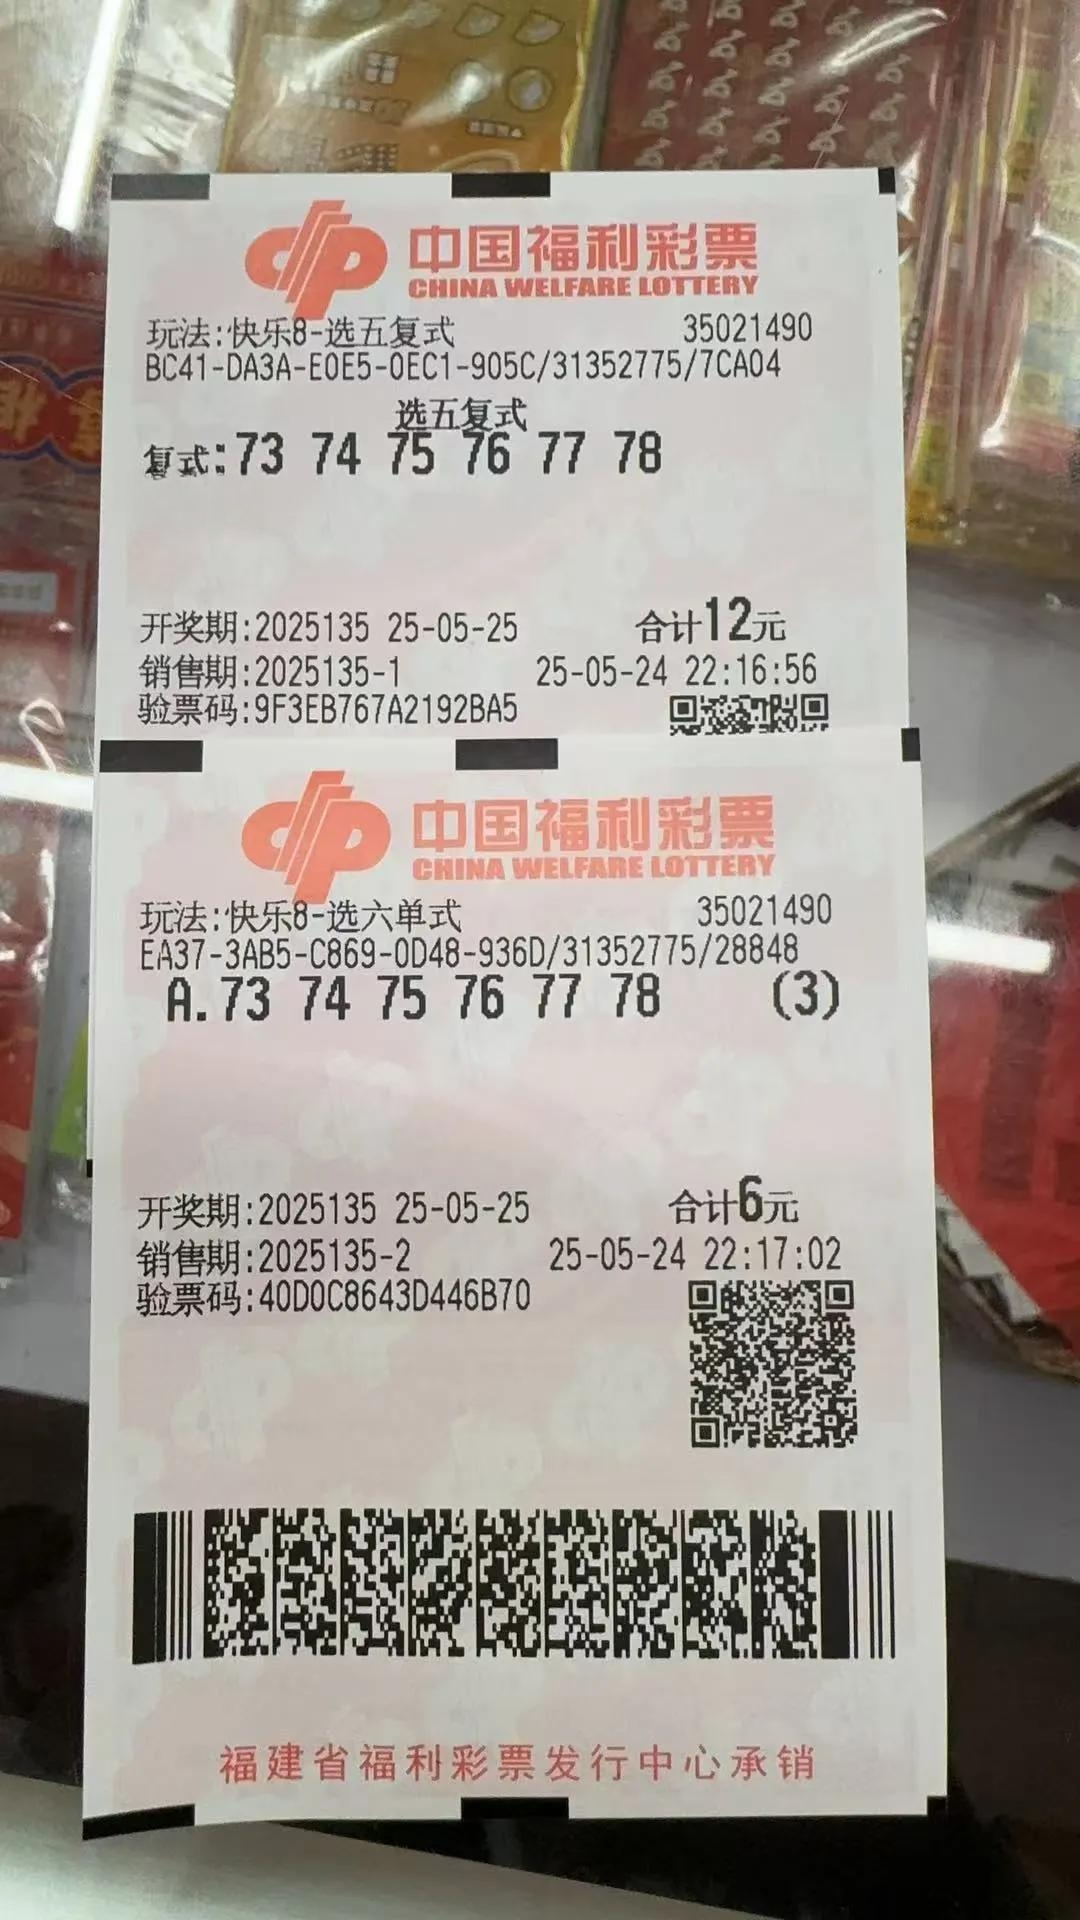 中国福利彩票
CHINA WELFARE LOTTERY
玩法:快乐8-选五复式 35021490
BC41-DA3A-E0E5-0EC1-905C/31352775/7CA04
选五复式
复式:73 74 75 76 77 78
开奖期:2025135 25-05-25 合计12元
销售期:2025135-1 25-05-24 22:16:56
验票码:9F3EB767A2192BA5
中国福利彩票
CHINA WELFARE LOTTERY
玩法:快乐8-选六单式 35021490
EA37-3AB5-C869-0D48-936D/31352775/28848
A.73 74 75 76 77 78 (3)
开奖期:2025135 25-05-25 合计6元
销售期:2025135-2 25-05-24 22:17:02
验票码:40D0C8643D446B70
福建省福利彩票发行中心承销